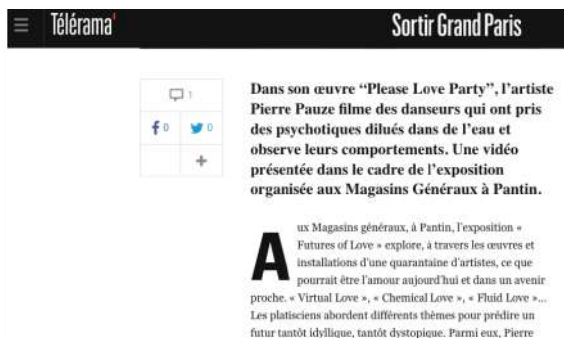 Télérama'
Sortir Grand Paris
1
0
0
Dans son œuvre “Please Love Party”, l’artiste
Pierre Pauze filme des danseurs qui ont pris
des psychotiques dilués dans de l’eau et
observe leurs comportements. Une vidéo
présentée dans le cadre de l’exposition
organisée aux Magasins Généraux à Pantin.
Aux Magasins généraux, à Pantin, l’exposition «
Futures of Love » explore, à travers les œuvres et
installations d’une quarantaine d’artistes, ce que
pourrait être l’amour aujourd’hui et dans un avenir
proche. « Virtual Love », « Chemical Love », « Fluid Love »...
Les platisciens abordent différents thèmes pour prédire un
futur tantôt idyllique, tantôt dystopique. Parmi eux, Pierre